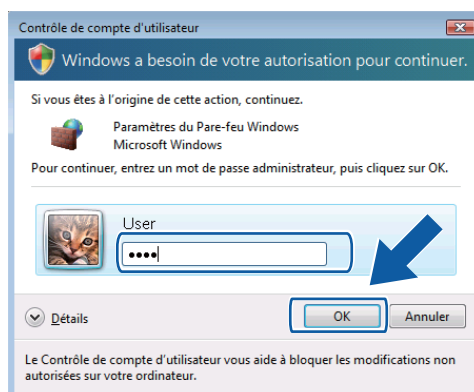 Contrôle de compte d'utilisateur
Windows a besoin de votre autorisation pour continuer.
Si vous êtes à l'origine de cette action, continuez.
Paramètres du Pare-feu Windows
Microsoft Windows
Pour continuer, entrez un mot de passe administrateur, puis cliquez sur OK.
User
••••
Détails
OK
Annuler
Le Contrôle de compte d'utilisateur vous aide à bloquer les modifications non
autorisées sur votre ordinateur.